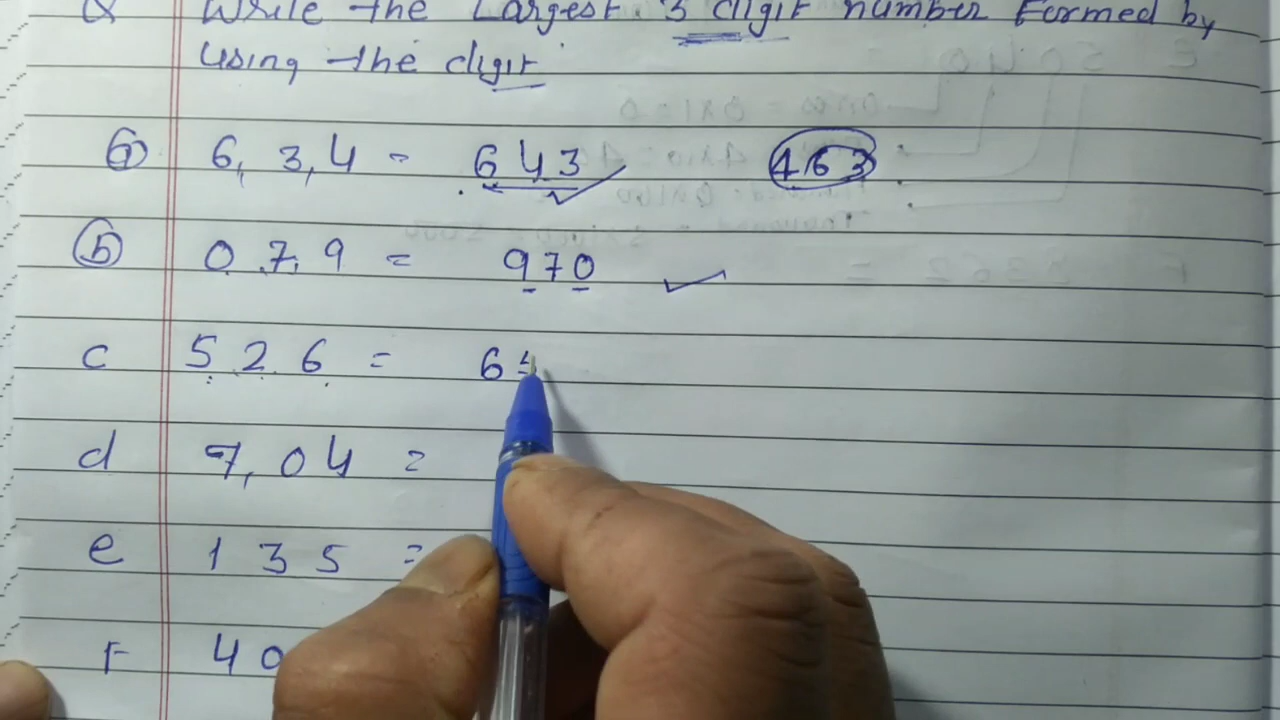 Q Write the Largest 3 digit number Formed by
using the digit
a 6, 3, 4 = 643 463
b 0 7, 9 = 970
c 5 2 6 = 6
d 7, 0 4 =
e 1 3 5 =
F 4 0